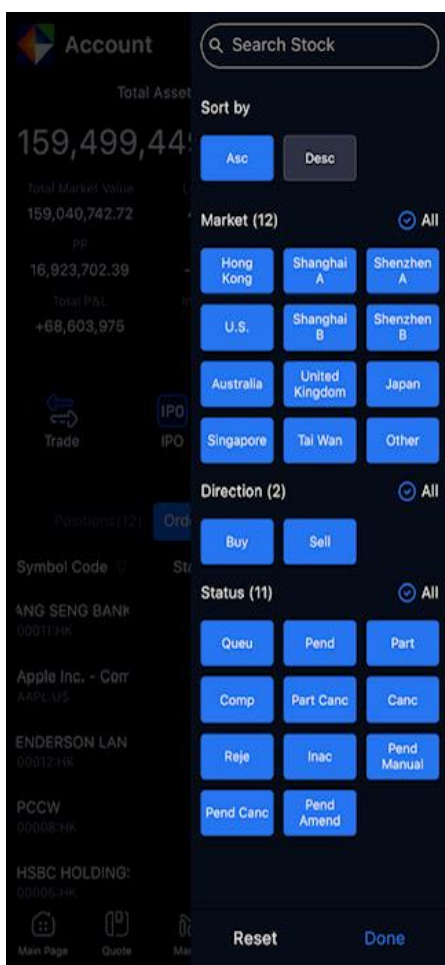 Account
Total Asset
159,499,449
Total Market Value
159,040,742.72
PP
16,923,702.39
Total P&L
+68,603,975
Trade
IPO
IPO
Positions(12)
Symbol Code
ANG SENG BANK
00011:HK
Apple Inc. - Com
AAPL:US
ENDERSON LAN
00012:HK
PCCW
00008:HK
HSBC HOLDING:
00005:HK
Main Page
Quote
Search Stock
Sort by
Asc
Desc
Market (12)
All
Hong
Kong
Shanghai
A
Shenzhen
A
U.S.
Shanghai
B
Shenzhen
B
Australia
United
Kingdom
Japan
Singapore
Tai Wan
Other
Direction (2)
All
Buy
Sell
Status (11)
All
Queu
Pend
Part
Comp
Part Canc
Canc
Reje
Inac
Pend
Manual
Pend Canc
Pend
Amend
Reset
Done